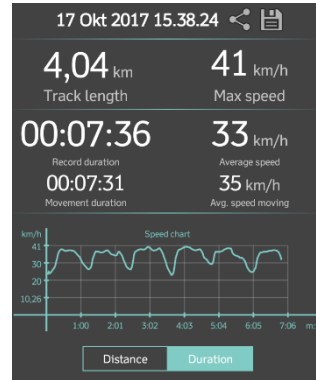 17 Okt 2017 15.38.24
4,04 km
41 km/h
Track length
Max speed
00:07:36
33 km/h
Record duration
Average speed
00:07:31
35 km/h
Movement duration
Avg. speed moving
km/h
Speed chart
41
30
20
10,26
1:00 2:01 3:02 4:03 5:04 6:05 7:06
Distance
Duration